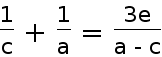 1/c + 1/a = 3e/(a - c)